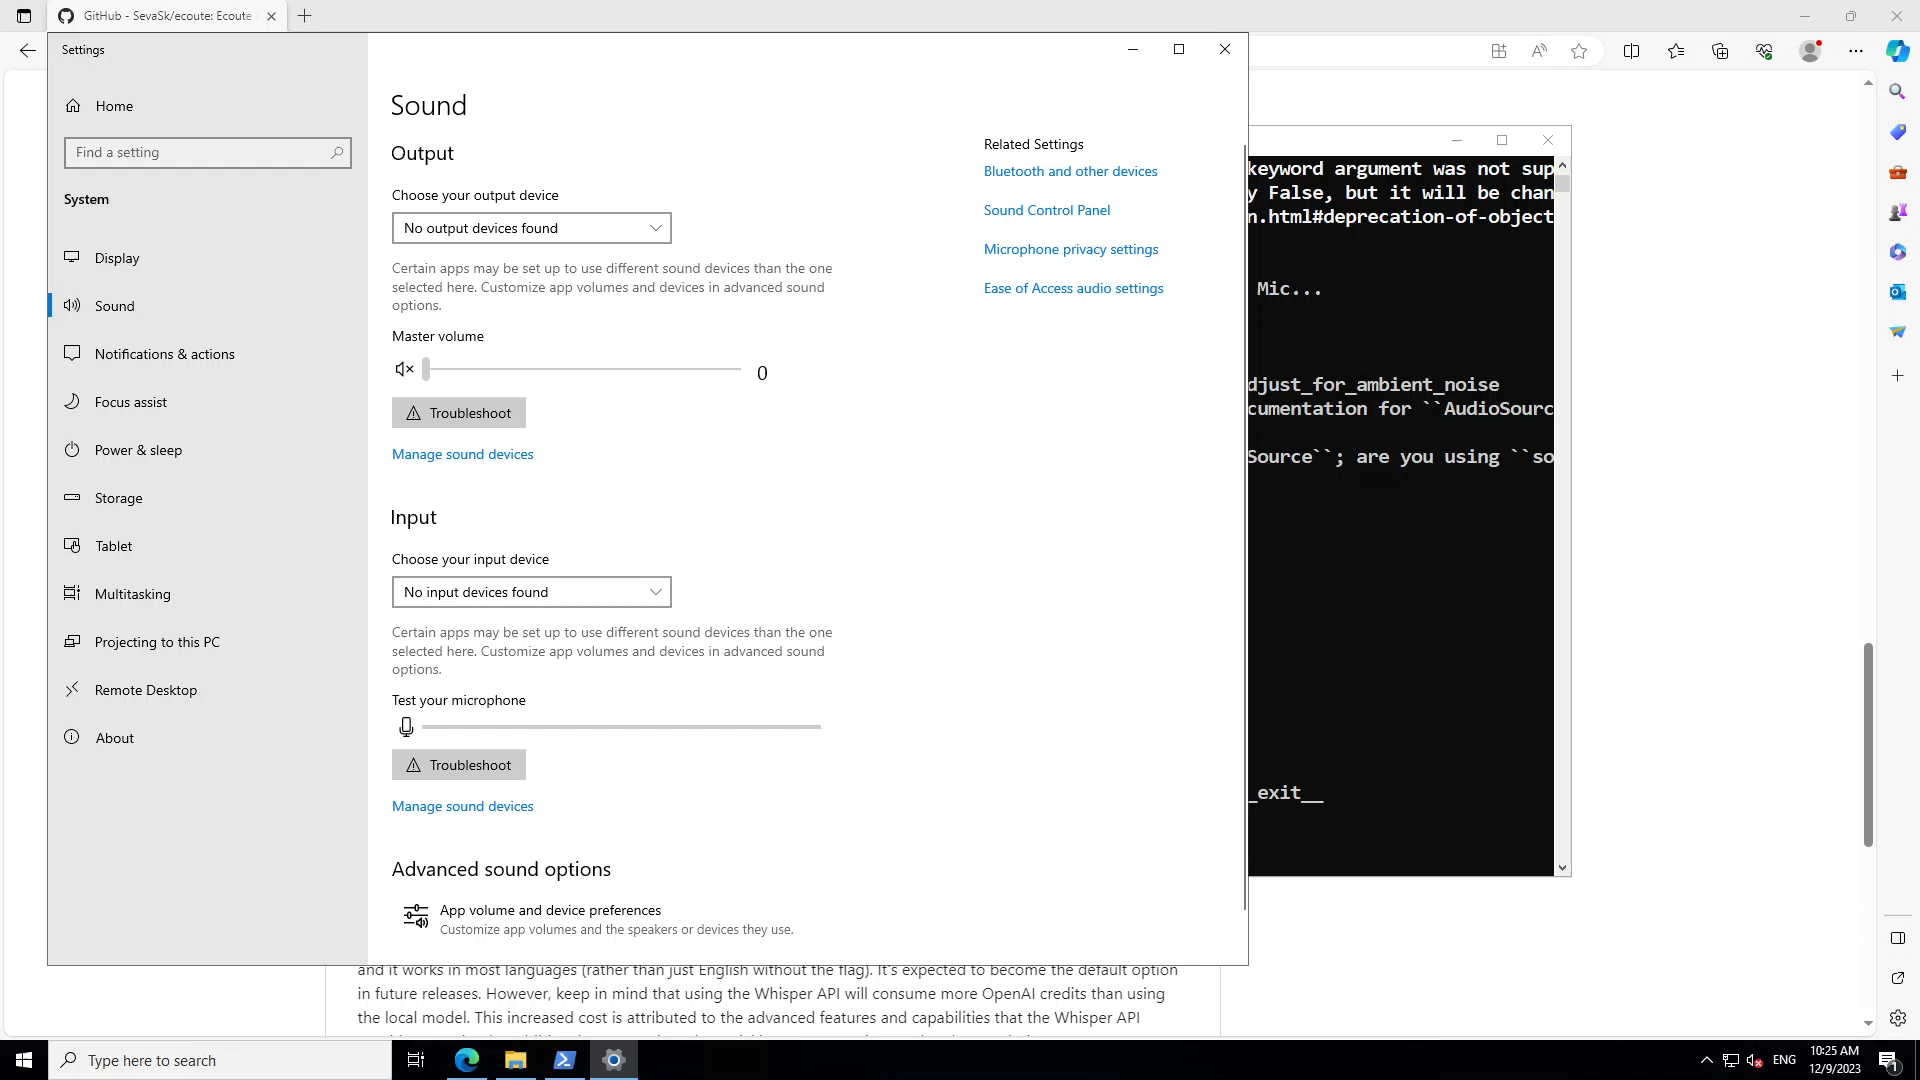 GitHub - SevaSk/ecoute: Ecoute
Settings
Home
Find a setting
System
Display
Sound
Notifications & actions
Focus assist
Power & sleep
Storage
Tablet
Multitasking
Projecting to this PC
Remote Desktop
About
Sound
Output
Choose your output device
No output devices found
Certain apps may be set up to use different sound devices than the one
selected here. Customize app volumes and devices in advanced sound
options.
Master volume
0
Troubleshoot
Manage sound devices
Input
Choose your input device
No input devices found
Certain apps may be set up to use different sound devices than the one
selected here. Customize app volumes and devices in advanced sound
options.
Test your microphone
Troubleshoot
Manage sound devices
Advanced sound options
App volume and device preferences
Customize app volumes and the speakers or devices they use.
Related Settings
Bluetooth and other devices
Sound Control Panel
Microphone privacy settings
Ease of Access audio settings
keyword argument was not sup
y False, but it will be chan
n.html#deprecation-of-object
Mic...
djust_for_ambient_noise
cumentation for ``AudioSourc
Source``; are you using ``so
_exit__
and it works in most languages (rather than just English without the flag). It's expected to become the default option
in future releases. However, keep in mind that using the Whisper API will consume more OpenAI credits than using
the local model. This increased cost is attributed to the advanced features and capabilities that the Whisper API
Type here to search
ENG
10:25 AM
12/9/2023
1